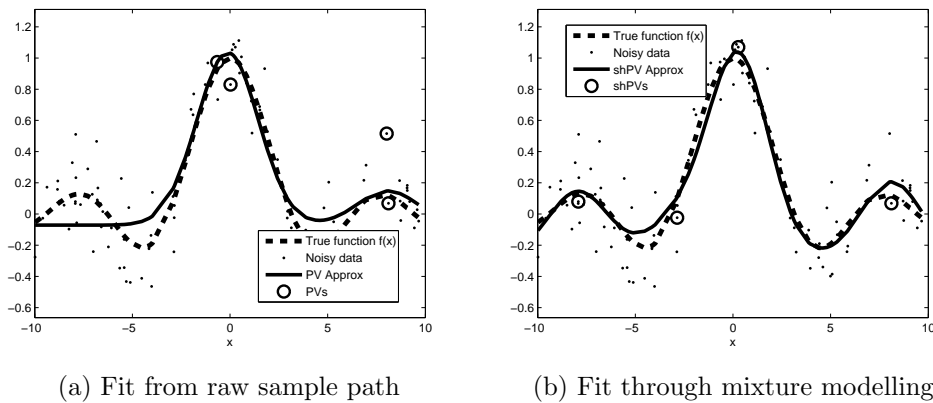 1.2
1
0.8
0.6
0.4
0.2
0
−0.2
−0.4
−0.6
−10
−5
0
5
10
x
True function f(x)
Noisy data
PV Approx
PVs
(a) Fit from raw sample path
1.2
1
0.8
0.6
0.4
0.2
0
−0.2
−0.4
−0.6
−10
−5
0
5
10
x
True function f(x)
Noisy data
shPV Approx
shPVs
(b) Fit through mixture modelling